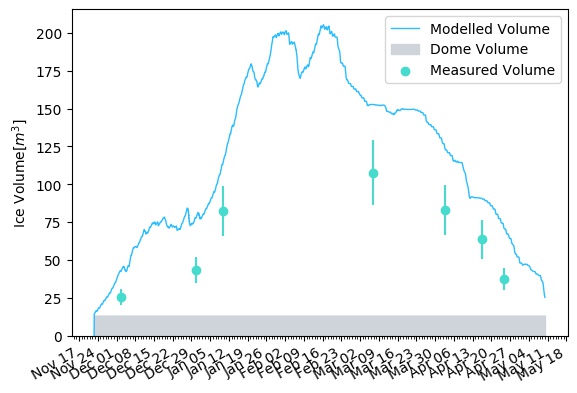 Modelled Volume
Dome Volume
Measured Volume
Ice Volume[m³]
200
175
150
125
100
75
50
25
0
Nov 17
Nov 24
Dec 01
Dec 08
Dec 15
Dec 22
Dec 29
Jan 05
Jan 12
Jan 19
Jan 26
Feb 02
Feb 09
Feb 16
Feb 23
Mar 02
Mar 09
Mar 16
Mar 23
Mar 30
Apr 06
Apr 13
Apr 20
Apr 27
May 04
May 11
May 18